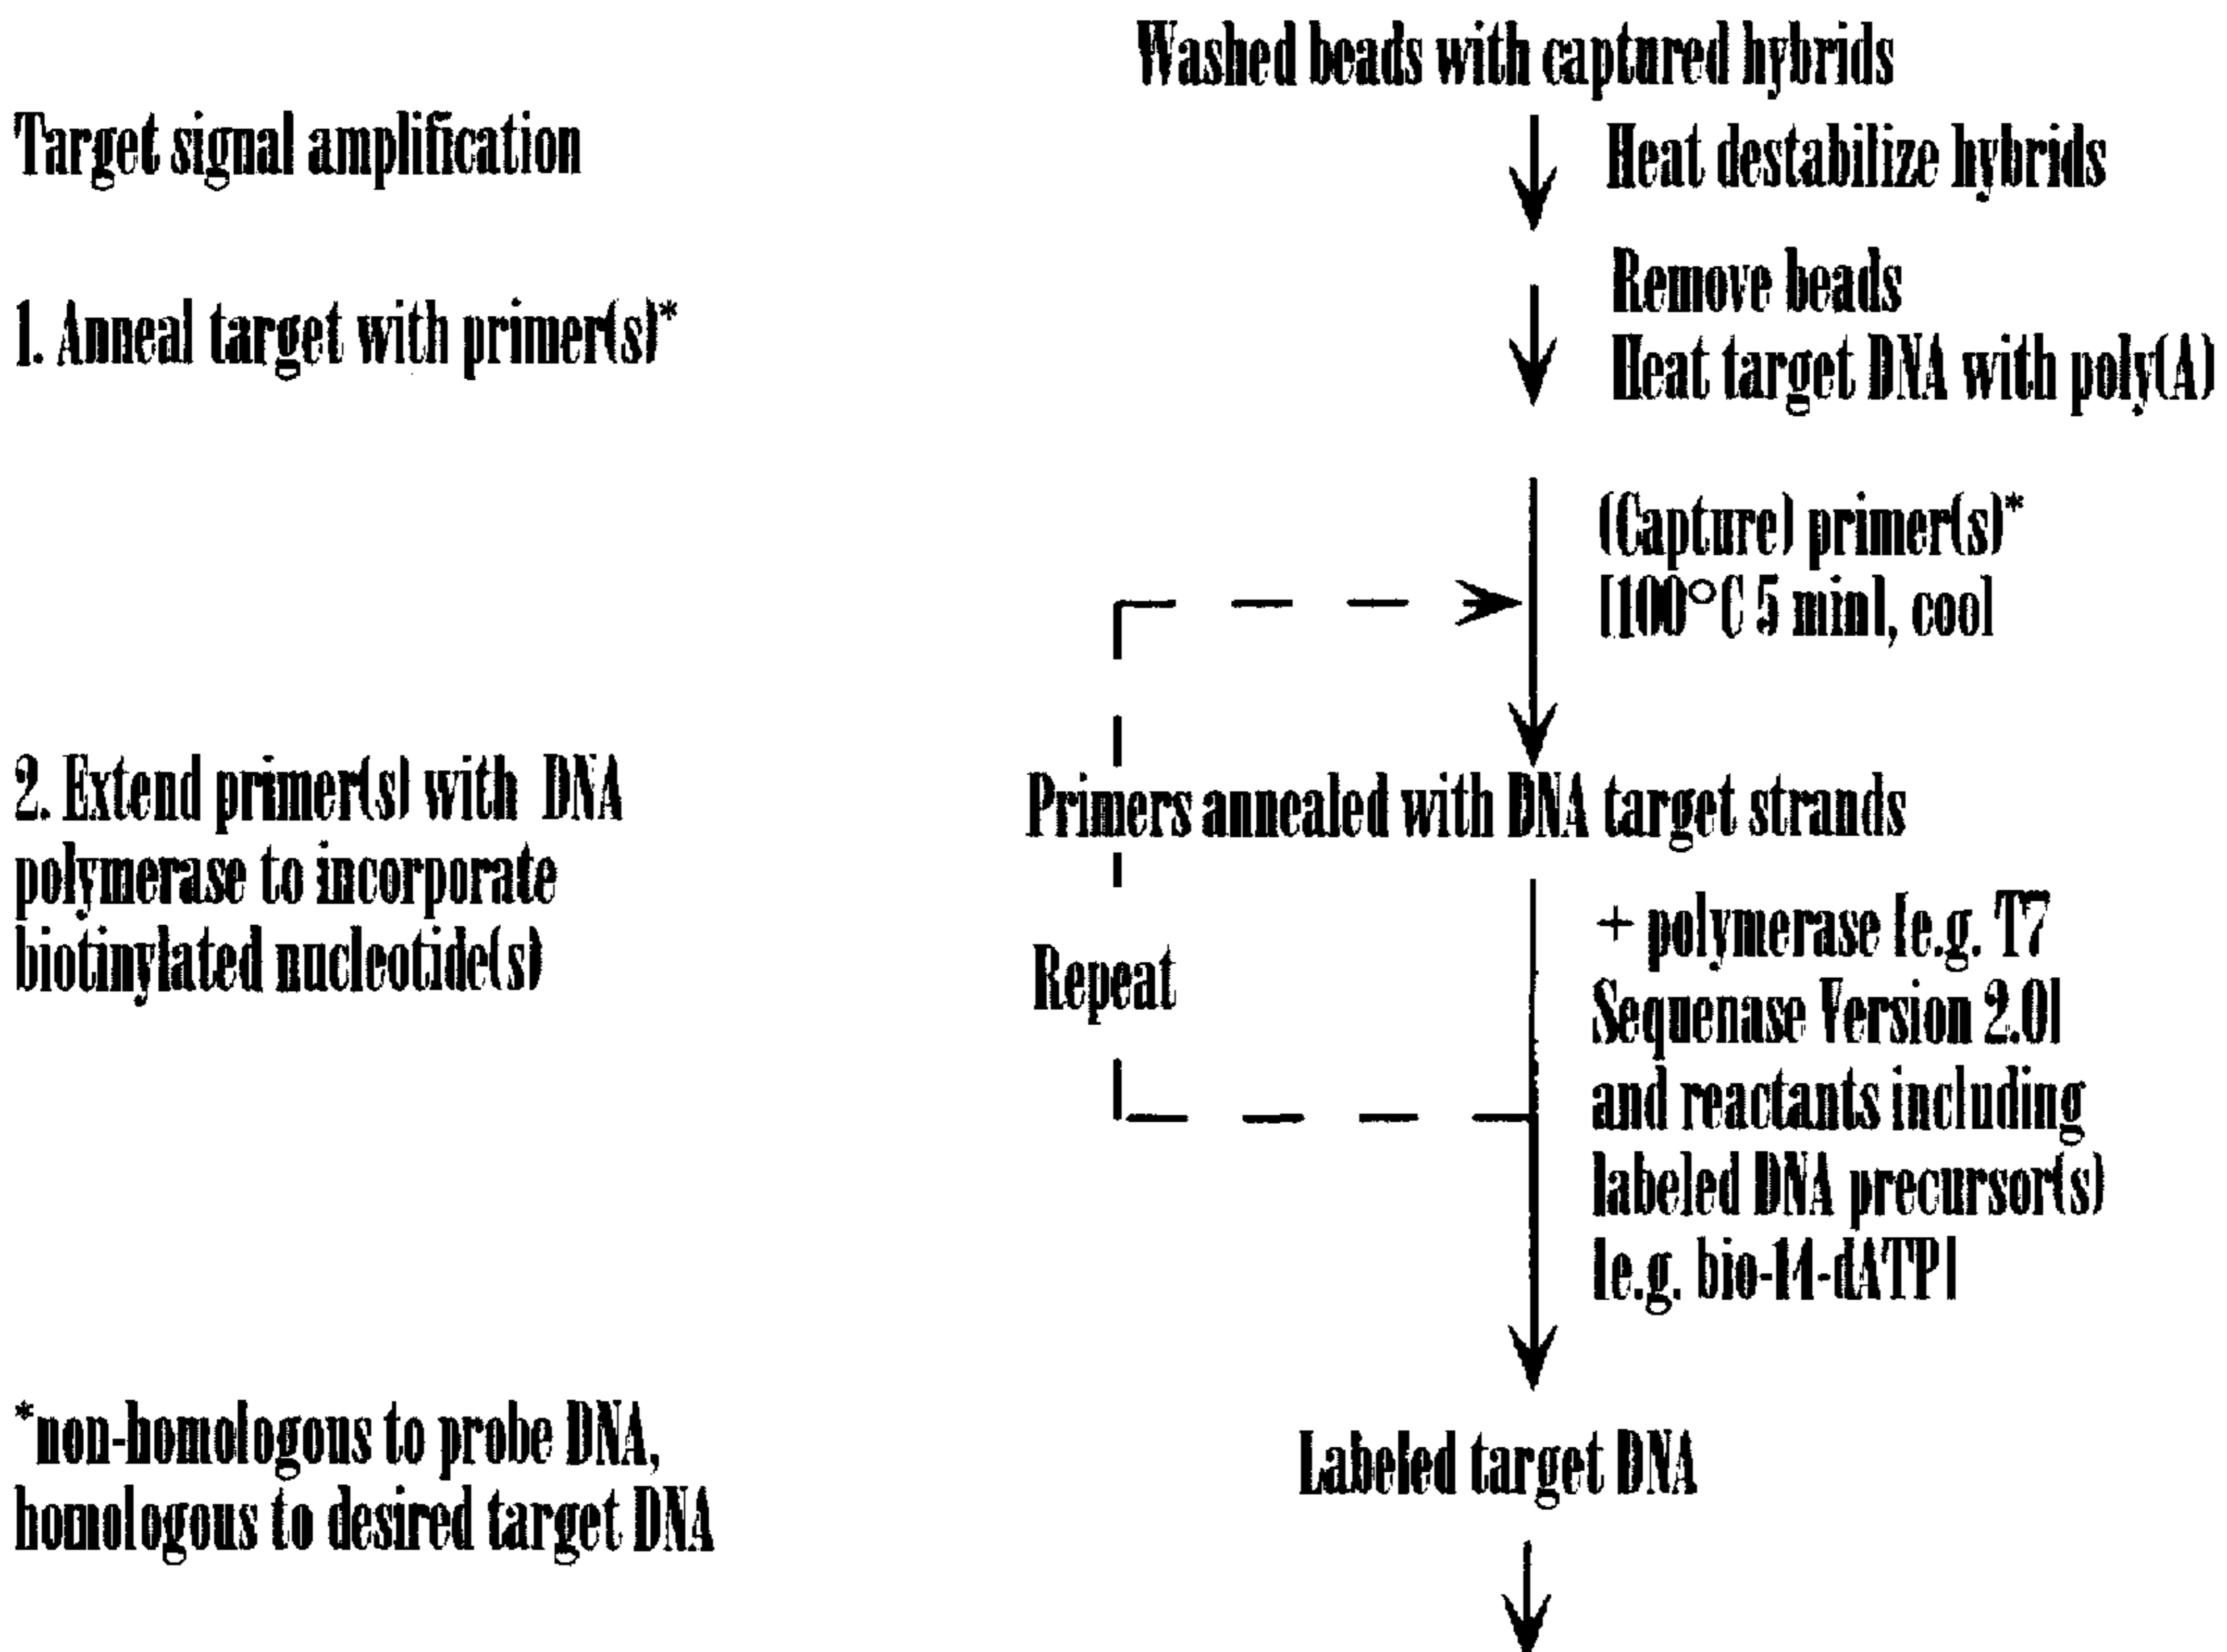 Washed beads with captured hybrids
Target signal amplification
Heat destabilize hybrids
Remove beads
1. Anneal target with primer(s)*
Heat target DNA with poly(A)
(Capture) primer(s)*
[100°C 5 min], cool
2. Extend primer(s) with DNA
polymerase to incorporate
biotinylated nucleotide(s)
Primers annealed with DNA target strands
+ polymerase [e.g. T7
Sequenase Version 2.0]
and reactants including
labeled DNA precursor(s)
[e.g. bio-14-dATP]
Repeat
*non-homologous to probe DNA,
homologous to desired target DNA
Labeled target DNA